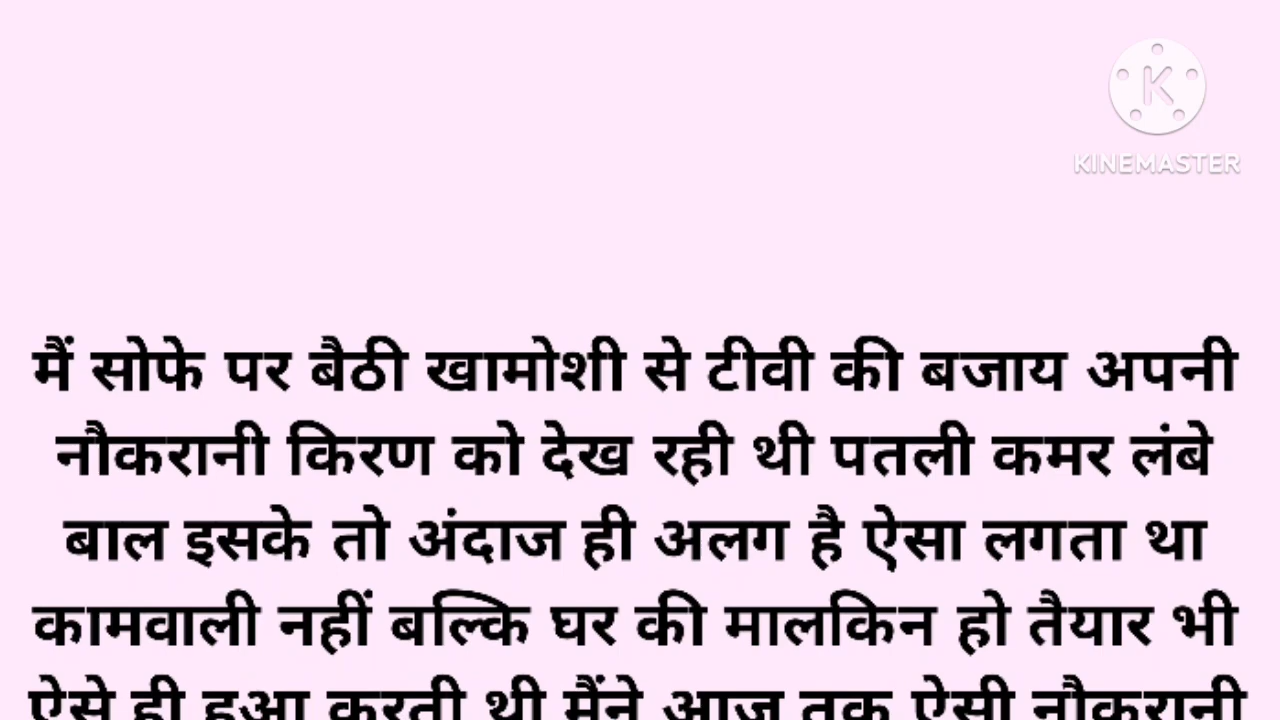 K
KINEMASTER
मैं सोफे पर बैठी खामोशी से टीवी की बजाय अपनी
नौकरानी किरण को देख रही थी पतली कमर लंबे
बाल इसके तो अंदाज ही अलग है ऐसा लगता था
कामवाली नहीं बल्कि घर की मालकिन हो तैयार भी
ऐसे ही हुआ करती थी मैंने आज तक ऐसी नौकरानी